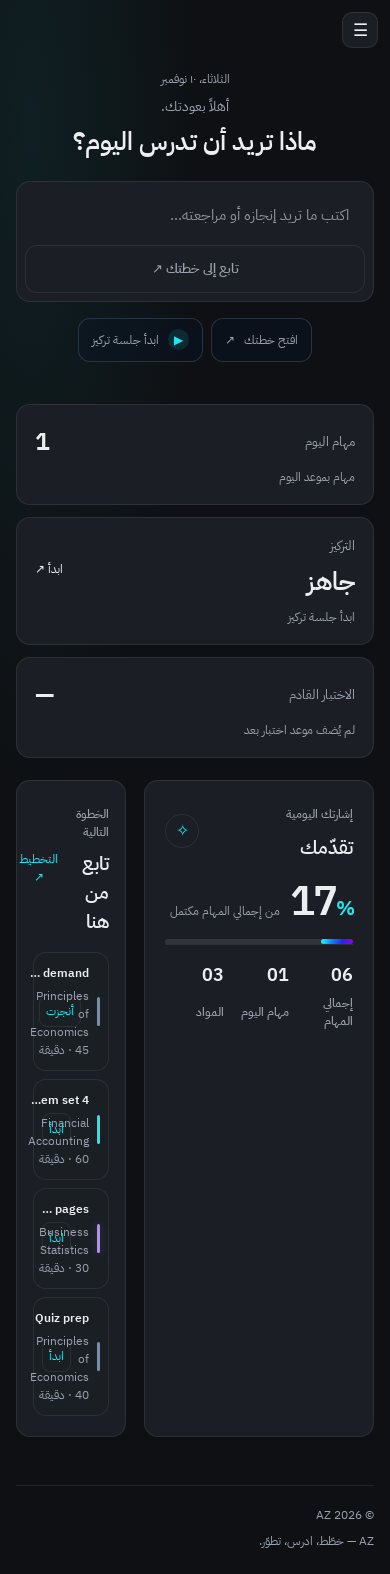 ☰
الثلاثاء، ١٠ نوفمبر
أهلاً بعودتك.
ماذا تريد أن تدرس اليوم؟
اكتب ما تريد إنجازه أو مراجعته...
تابع إلى خطتك ↗
افتح خطتك ↗
▶ ابدأ جلسة تركيز
مهام اليوم
1
مهام بموعد اليوم
التركيز
جاهز
ابدأ ↗
ابدأ جلسة تركيز
الاختبار القادم
—
لم يُضف موعد اختبار بعد
إشارتك اليومية
تقدّمك
✧
17%
من إجمالي المهام مكتمل
06
إجمالي المهام
01
مهام اليوم
03
المواد
الخطوة التالية
تابع من هنا
التخطيط ↗
... demand
Principles of Economics
45 · دقيقة
أنجزت
...em set 4
Financial Accounting
60 · دقيقة
ابدأ
... pages
Business Statistics
30 · دقيقة
ابدأ
Quiz prep
Principles of Economics
40 · دقيقة
ابدأ
© 2026 AZ
AZ — خطّط، ادرس، تطوّر.